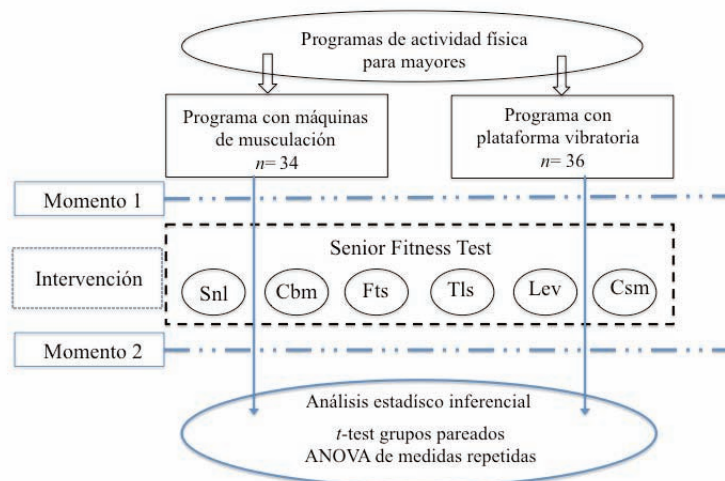 Programas de actividad física
para mayores
Programa con máquinas
de musculación
n= 34
Programa con
plataforma vibratoria
n= 36
Momento 1
Intervención
Senior Fitness Test
Snl
Cbm
Fts
Tls
Lev
Csm
Momento 2
Análisis estadísco inferencial
t-test grupos pareados
ANOVA de medidas repetidas